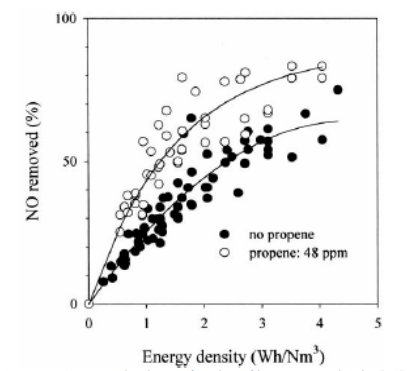 100
NO removed (%)
50
no propene
propene: 48 ppm
0
0 1 2 3 4 5
Energy density (Wh/Nm³)